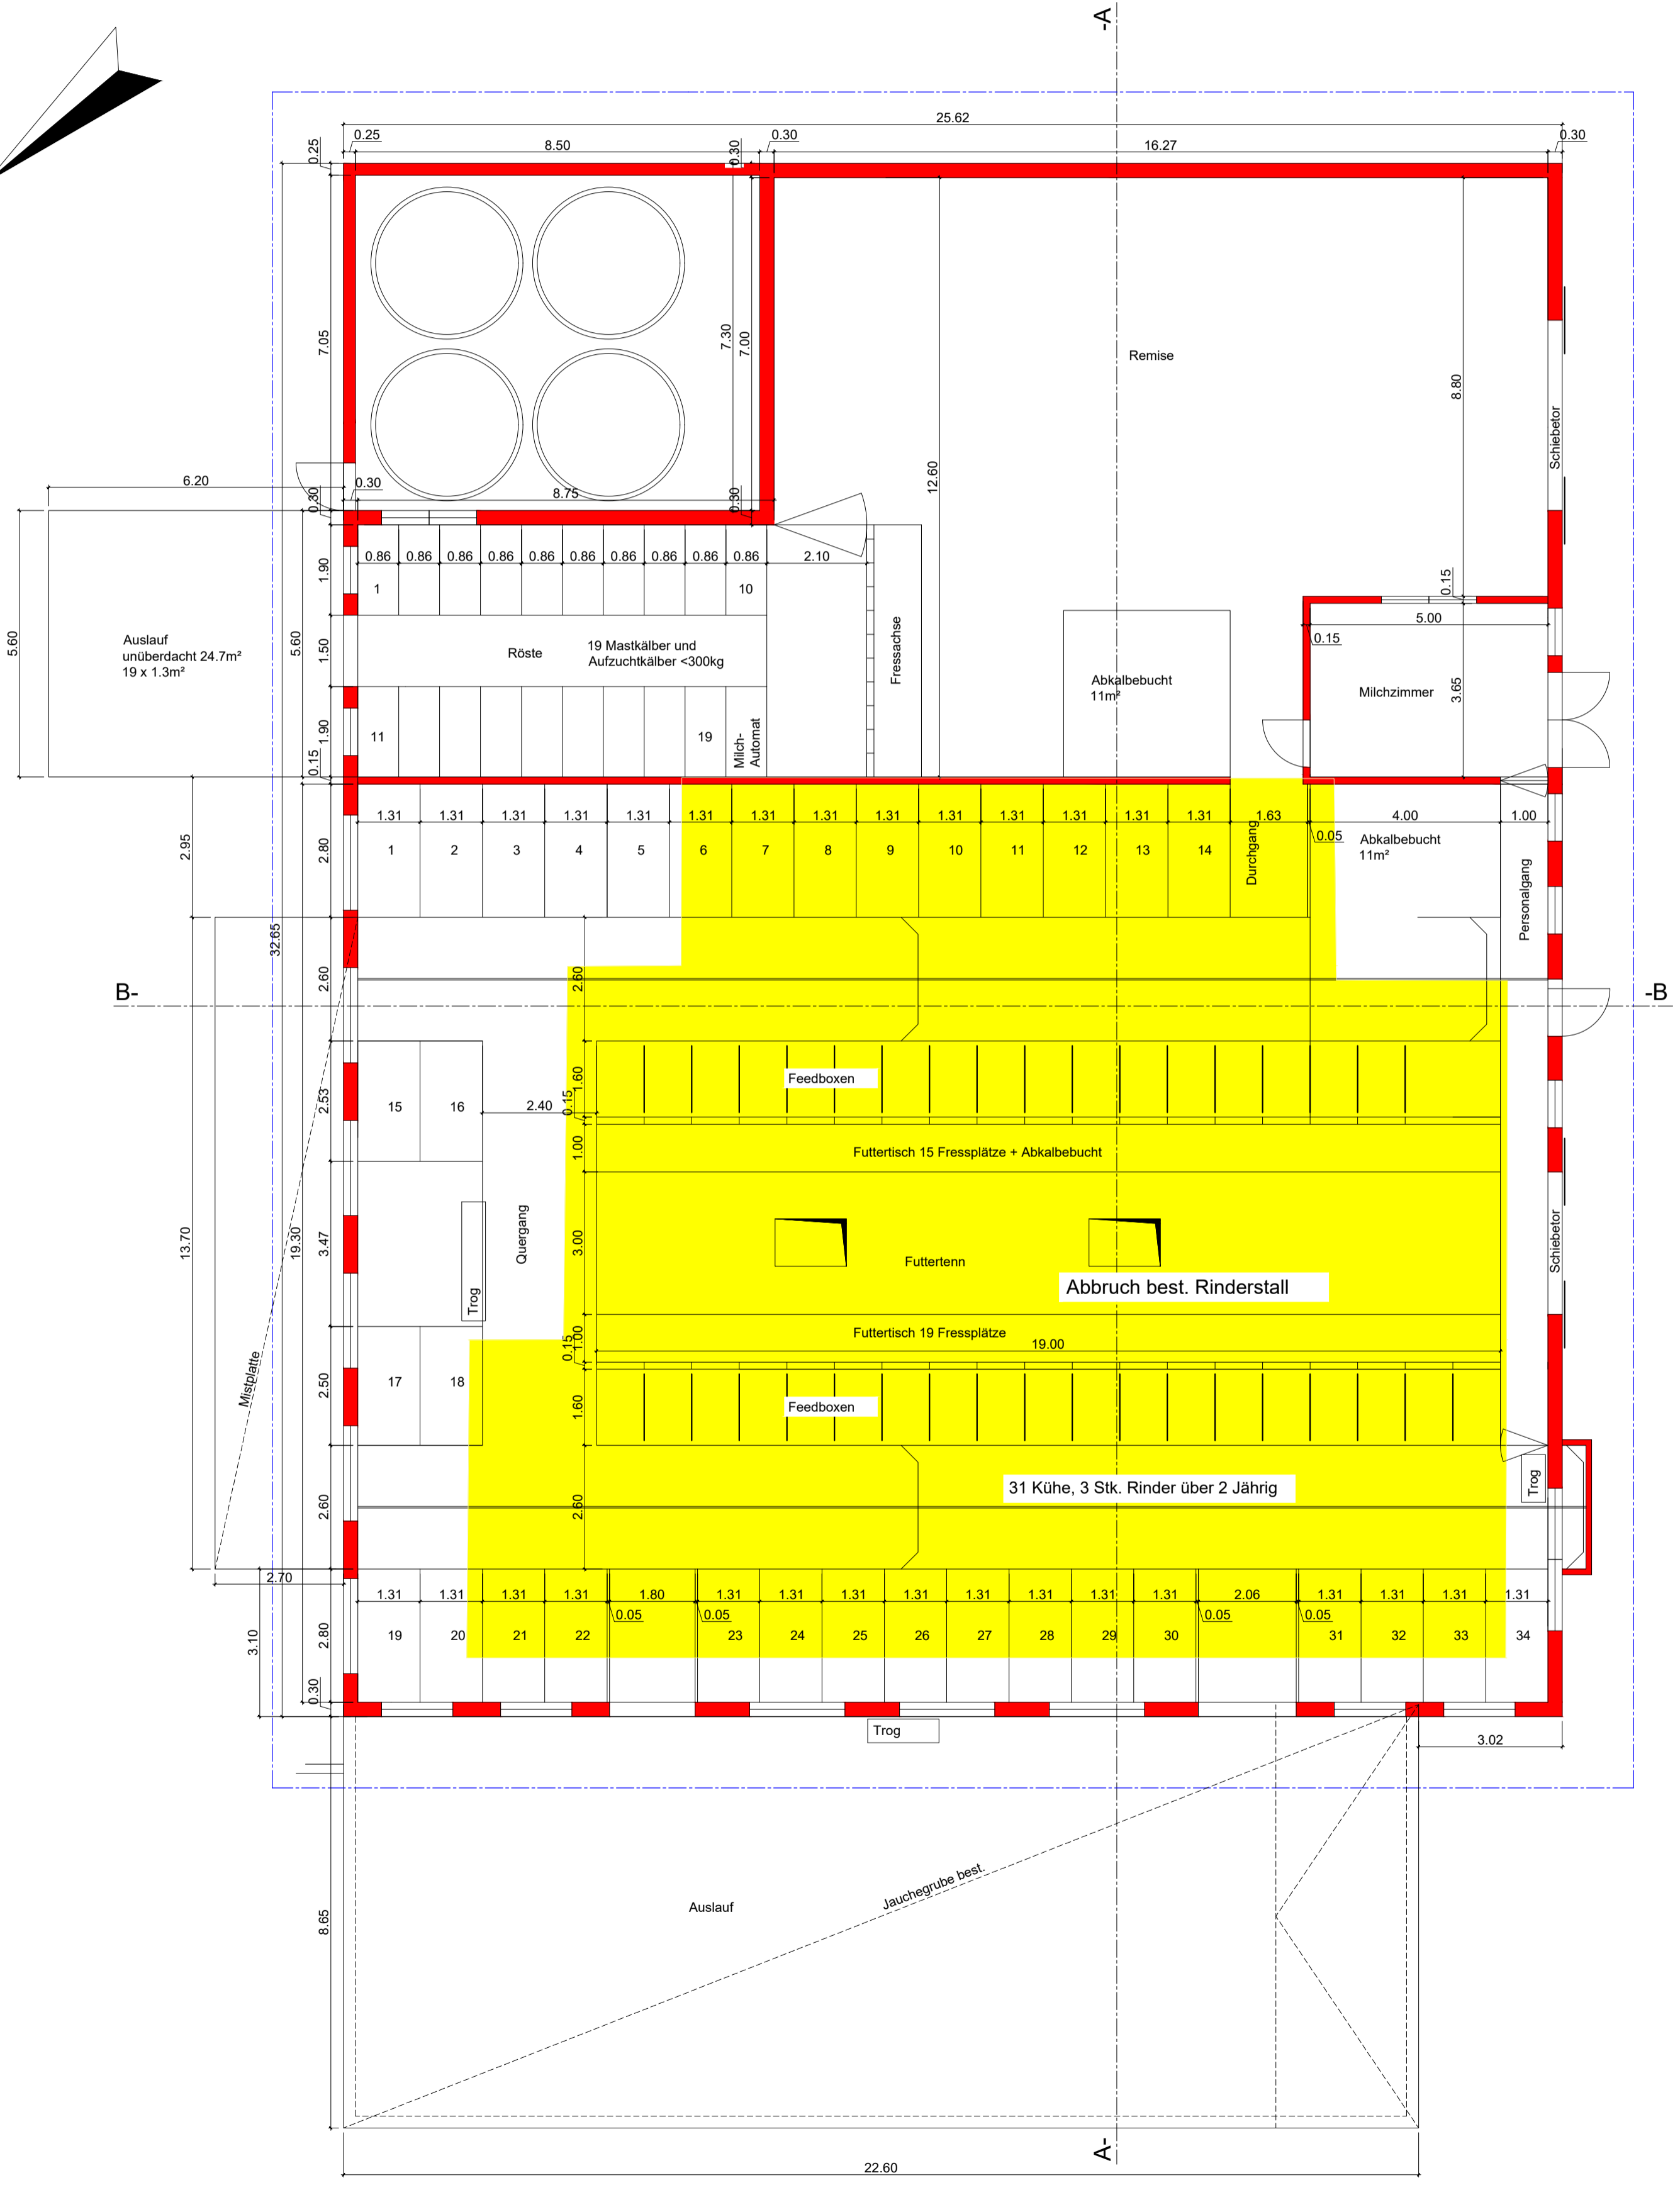 -A
25.62
0.25
8.50
0.30
16.27
0.30
0.25
0.30
7.05
7.30
7.00
12.60
Remise
8.80
Schiebetor
6.20
0.30
0.30
8.75
0.30
0.15
5.00
0.15
3.65
Milchzimmer
5.60
Auslauf
unüberdacht 24.7m²
19 x 1.3m²
5.60
1.90
1.50
1.90
0.15
0.86 0.86 0.86 0.86 0.86 0.86 0.86 0.86 0.86 0.86 2.10
1 10
Röste
19 Mastkälber und
Aufzuchtkälber <300kg
Fressachse
Abkalbebucht
11m²
11 19
Milch-
Automat
2.95
2.80
1.31 1.31 1.31 1.31 1.31 1.31 1.31 1.31 1.31 1.31 1.31 1.31 1.31 1.31 1.63 4.00 1.00
0.05
1 2 3 4 5 6 7 8 9 10 11 12 13 14
Durchgang
Abkalbebucht
11m²
Personalgang
32.65
2.60
2.60
B-
-B
13.70
19.30
2.53
15 16
2.40
1.60
0.15
Feedboxen
1.00
Futtertisch 15 Fressplätze + Abkalbebucht
3.47
Trog
Quergang
3.00
Futtertenn
Abbruch best. Rinderstall
Schiebetor
Mistplatte
2.50
17 18
1.00
0.15
Futtertisch 19 Fressplätze
19.00
1.60
Feedboxen
2.60
2.60
31 Kühe, 3 Stk. Rinder über 2 Jährig
Trog
2.70
3.10
2.80
0.30
1.31 1.31 1.31 1.31 1.80 1.31 1.31 1.31 1.31 1.31 1.31 1.31 1.31 2.06 1.31 1.31 1.31 1.31
0.05 0.05 0.05 0.05
19 20 21 22 23 24 25 26 27 28 29 30 31 32 33 34
Trog
3.02
8.65
Auslauf
Jauchegrube best.
A-
22.60